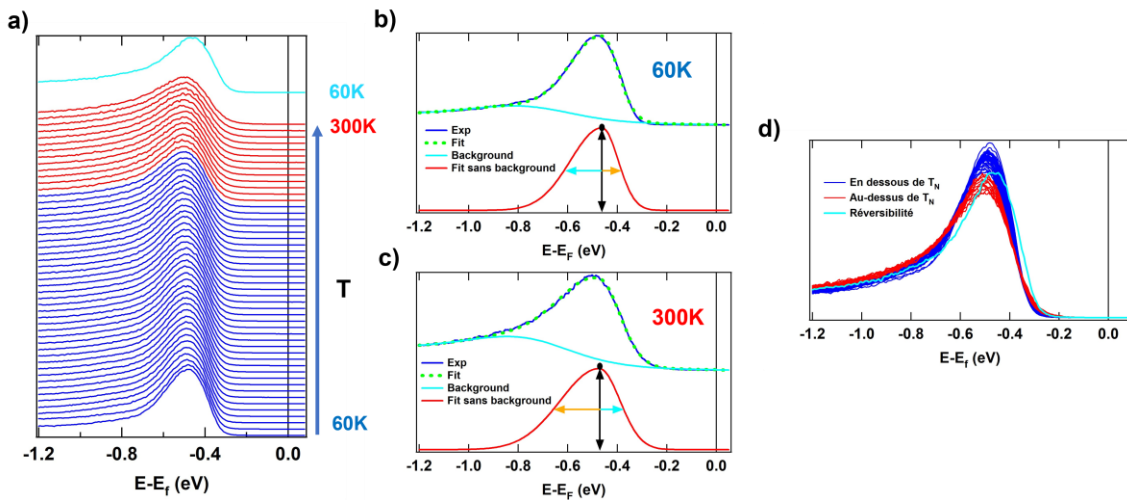 a)
60K
300K
T
60K
-1.2
-0.8
-0.4
0.0
E-Ef (eV)
b)
60K
Exp
Fit
Background
Fit sans background
-1.2
-1.0
-0.8
-0.6
-0.4
-0.2
0.0
E-EF (eV)
c)
300K
Exp
Fit
Background
Fit sans background
-1.2
-1.0
-0.8
-0.6
-0.4
-0.2
0.0
E-EF (eV)
d)
En dessous de TN
Au-dessus de TN
Réversibilité
-1.2
-1.0
-0.8
-0.6
-0.4
-0.2
0.0
E-Ef (eV)